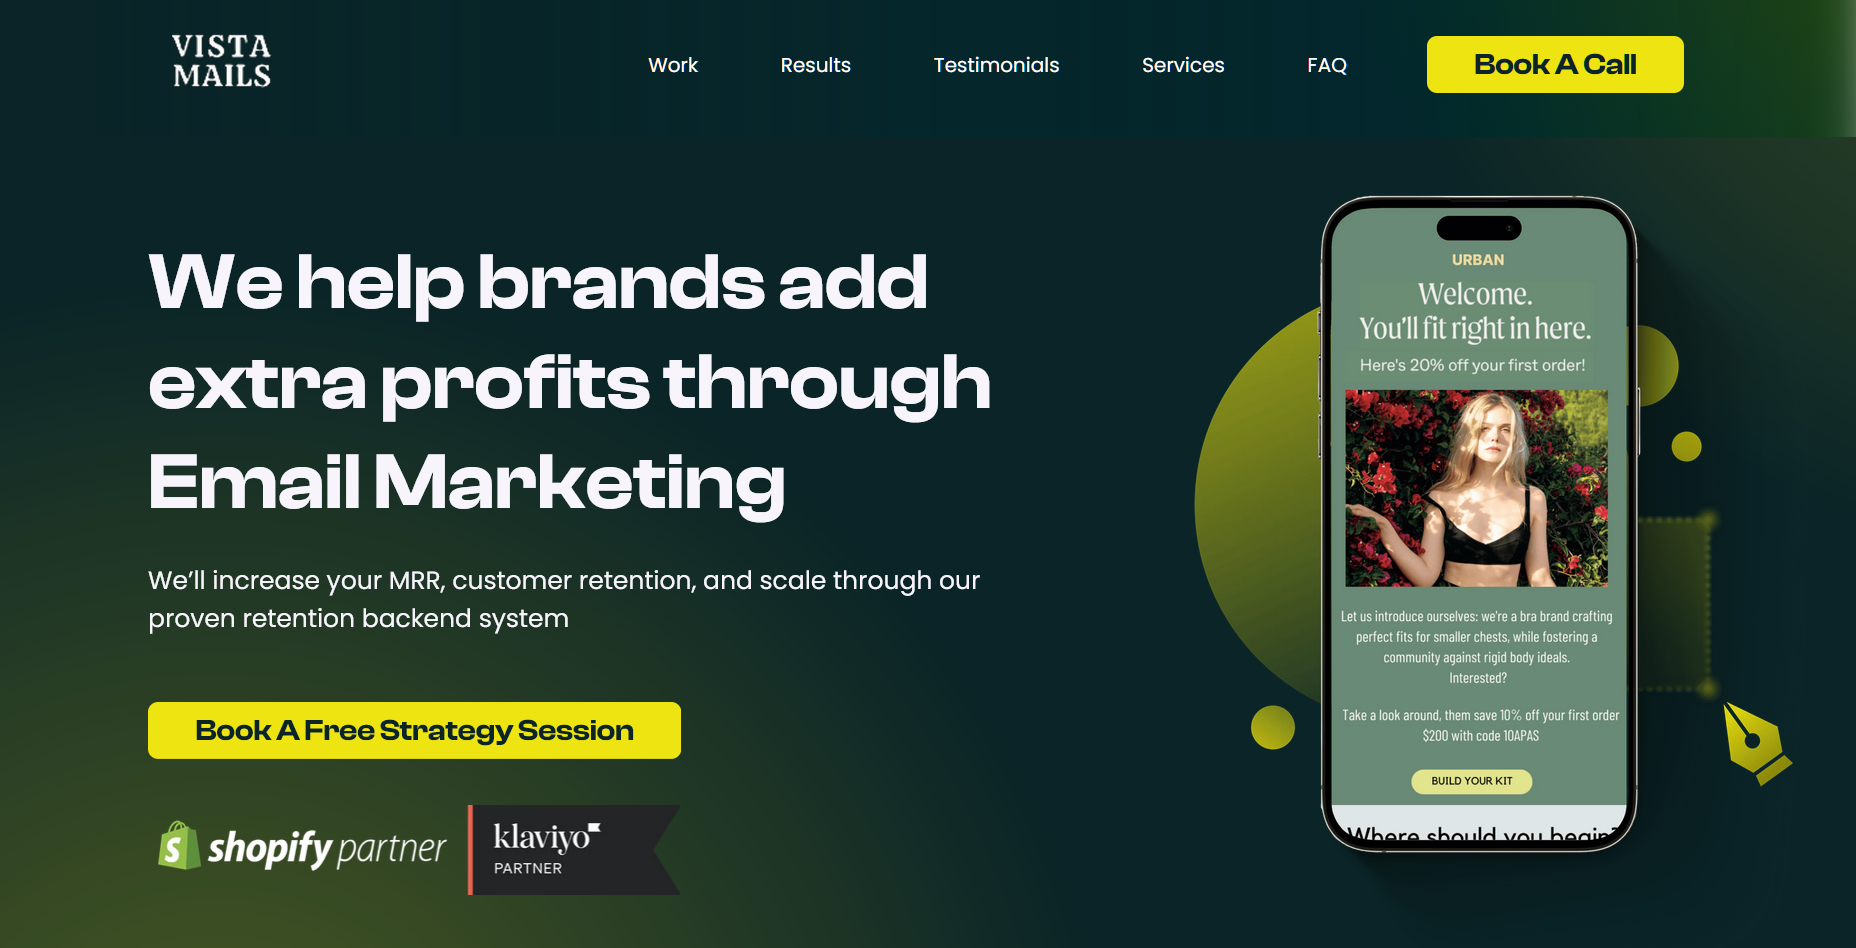 VISTA
MAILS
Work
Results
Testimonials
Services
FAQ
Book A Call
We help brands add
extra profits through
Email Marketing
We'll increase your MRR, customer retention, and scale through our
proven retention backend system
Book A Free Strategy Session
shopify partner
klaviyo
PARTNER
URBAN
Welcome.
You'll fit right in here.
Here's 20% off your first order!
Let us introduce ourselves: we're a bra brand crafting
perfect fits for smaller chests, while fostering a
community against rigid body ideals.
Interested?
Take a look around, them save 10% off your first order
$200 with code 10APAS
BUILD YOUR KIT
Where should you begin?